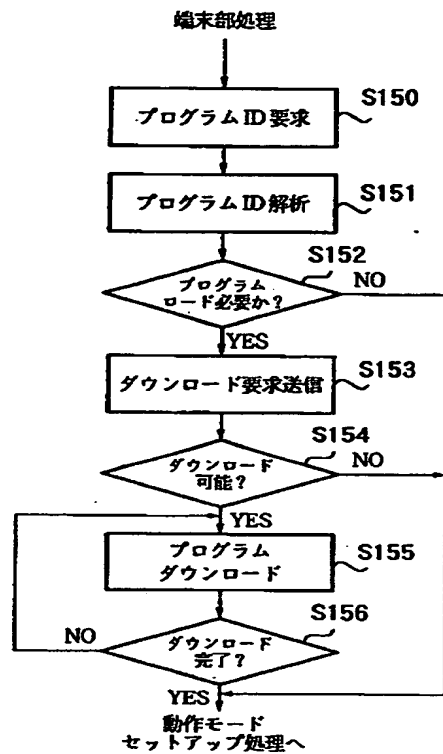 端末部処理
プログラムID要求
S150
プログラムID解析
S151
プログラム
ロード必要か?
S152
NO
YES
ダウンロード要求送信
S153
ダウンロード
可能?
S154
NO
YES
プログラム
ダウンロード
S155
ダウンロード
完了?
S156
NO
YES
動作モード
セットアップ処理へ